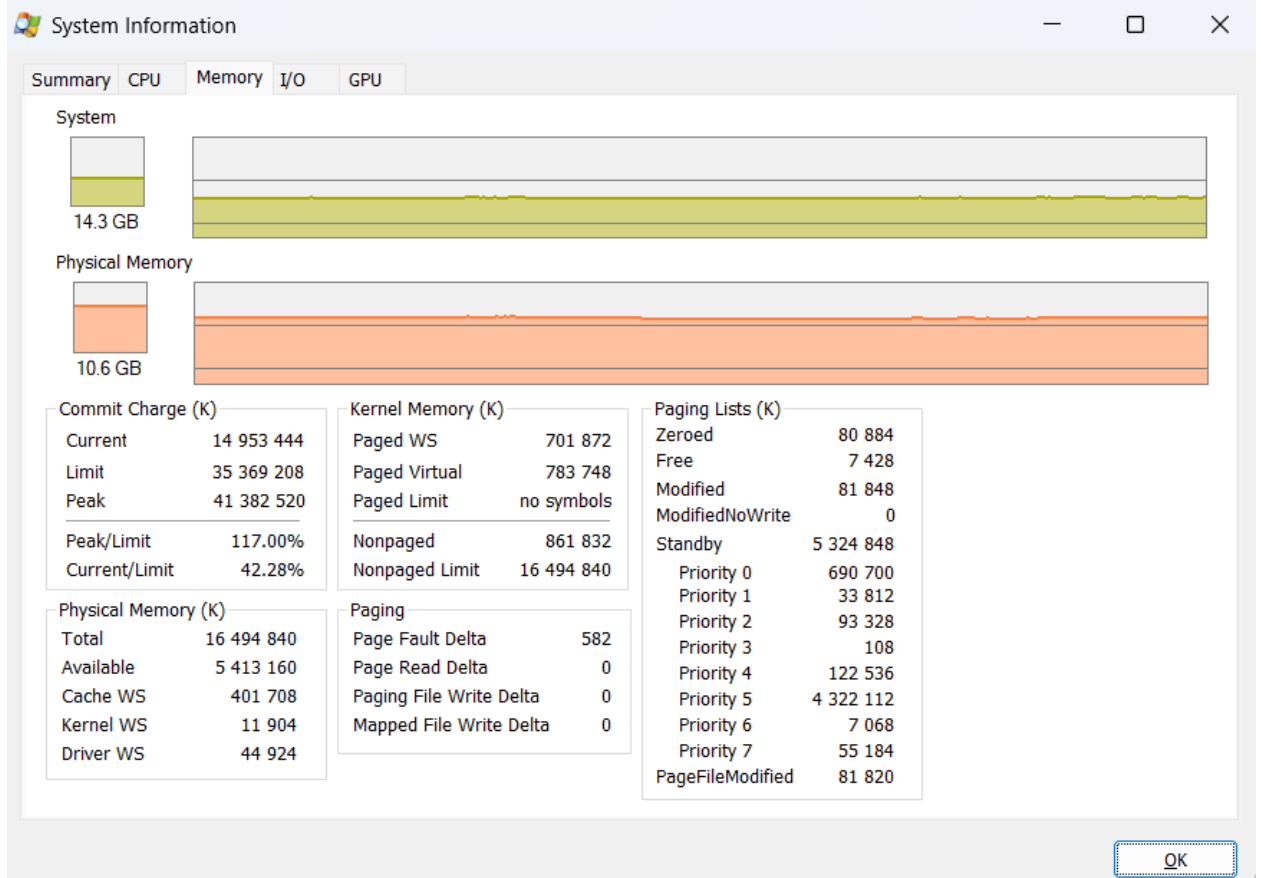 System Information
Summary CPU Memory I/O GPU
System
14.3 GB
Physical Memory
10.6 GB
Commit Charge (K)
Current 14 953 444
Limit 35 369 208
Peak 41 382 520
Peak/Limit 117.00%
Current/Limit 42.28%
Physical Memory (K)
Total 16 494 840
Available 5 413 160
Cache WS 401 708
Kernel WS 11 904
Driver WS 44 924
Kernel Memory (K)
Paged WS 701 872
Paged Virtual 783 748
Paged Limit no symbols
Nonpaged 861 832
Nonpaged Limit 16 494 840
Paging
Page Fault Delta 582
Page Read Delta 0
Paging File Write Delta 0
Mapped File Write Delta 0
Paging Lists (K)
Zeroed 80 884
Free 7 428
Modified 81 848
ModifiedNoWrite 0
Standby 5 324 848
Priority 0 690 700
Priority 1 33 812
Priority 2 93 328
Priority 3 108
Priority 4 122 536
Priority 5 4 322 112
Priority 6 7 068
Priority 7 55 184
PageFileModified 81 820
OK